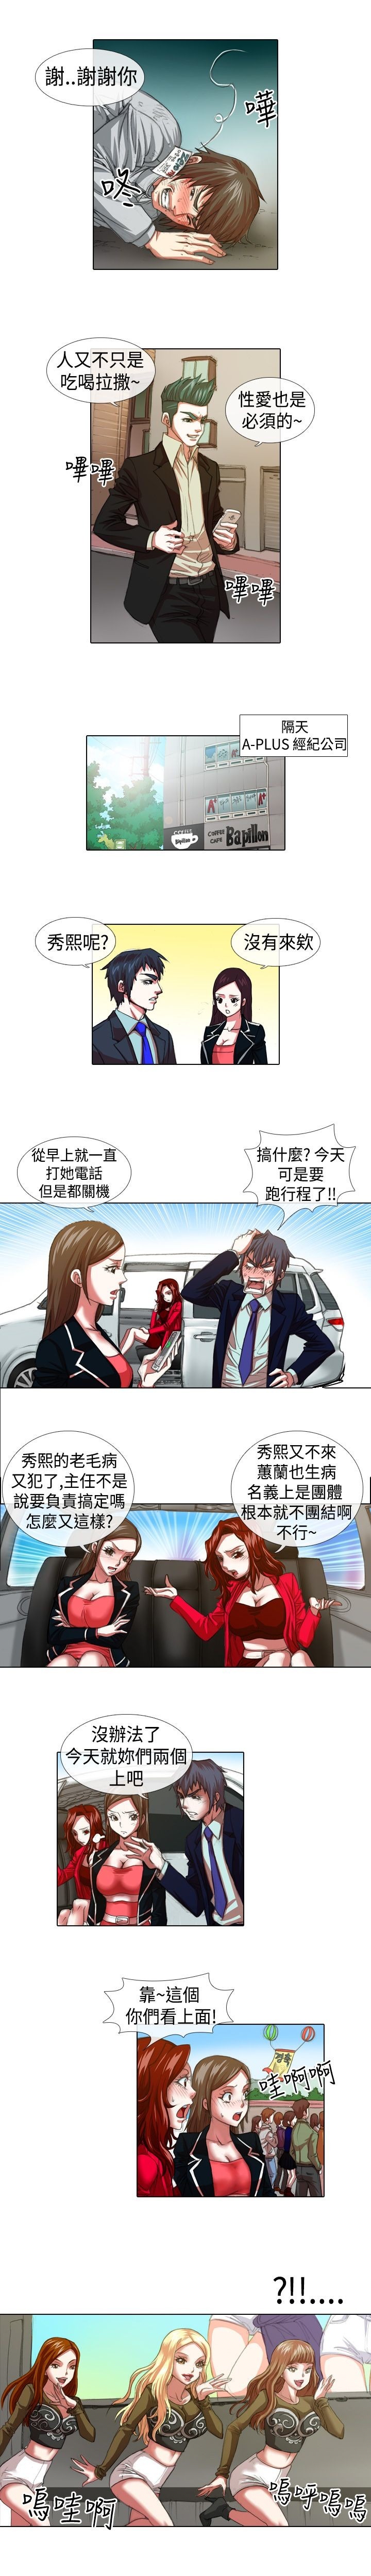 謝..謝謝你
嘩
咚
人又不只是
吃喝拉撒~
性愛也是
必須的~
嗶嗶
嗶嗶
隔天
A-PLUS 經紀公司
COFFEE
Bapillon
COFFEE
CAFE
Bapillon
秀熙呢?
沒有來欸
從早上就一直
打她電話
但是都關機
搞什麼? 今天
可是要
跑行程了!!
秀熙的老毛病
又犯了,主任不是
說要負責搞定嗎
怎麼又這樣?
秀熙又不來
蕙蘭也生病
名義上是團體
根本就不團結啊
不行~
沒辦法了
今天就妳們兩個
上吧
靠~這個
你們看上面!
哇啊啊
?!!....
嗚哇啊
嗚呼嗚嗚